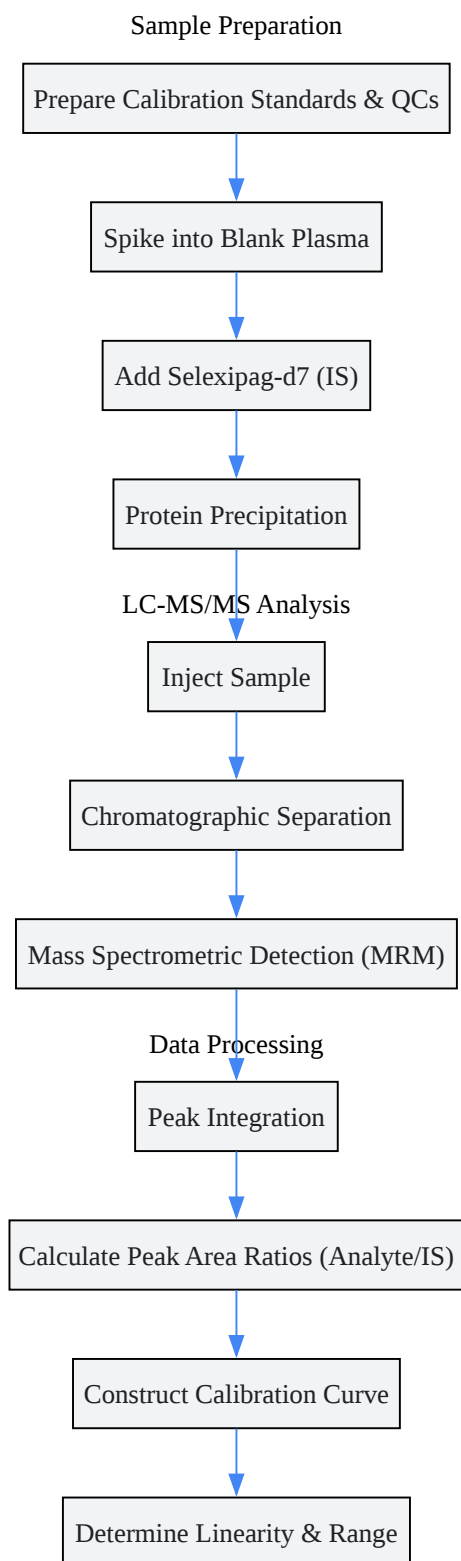 Sample Preparation
Prepare Calibration Standards & QCs
Spike into Blank Plasma
Add Selexipag-d7 (IS)
Protein Precipitation
LC-MS/MS Analysis
Inject Sample
Chromatographic Separation
Mass Spectrometric Detection (MRM)
Data Processing
Peak Integration
Calculate Peak Area Ratios (Analyte/IS)
Construct Calibration Curve
Determine Linearity & Range